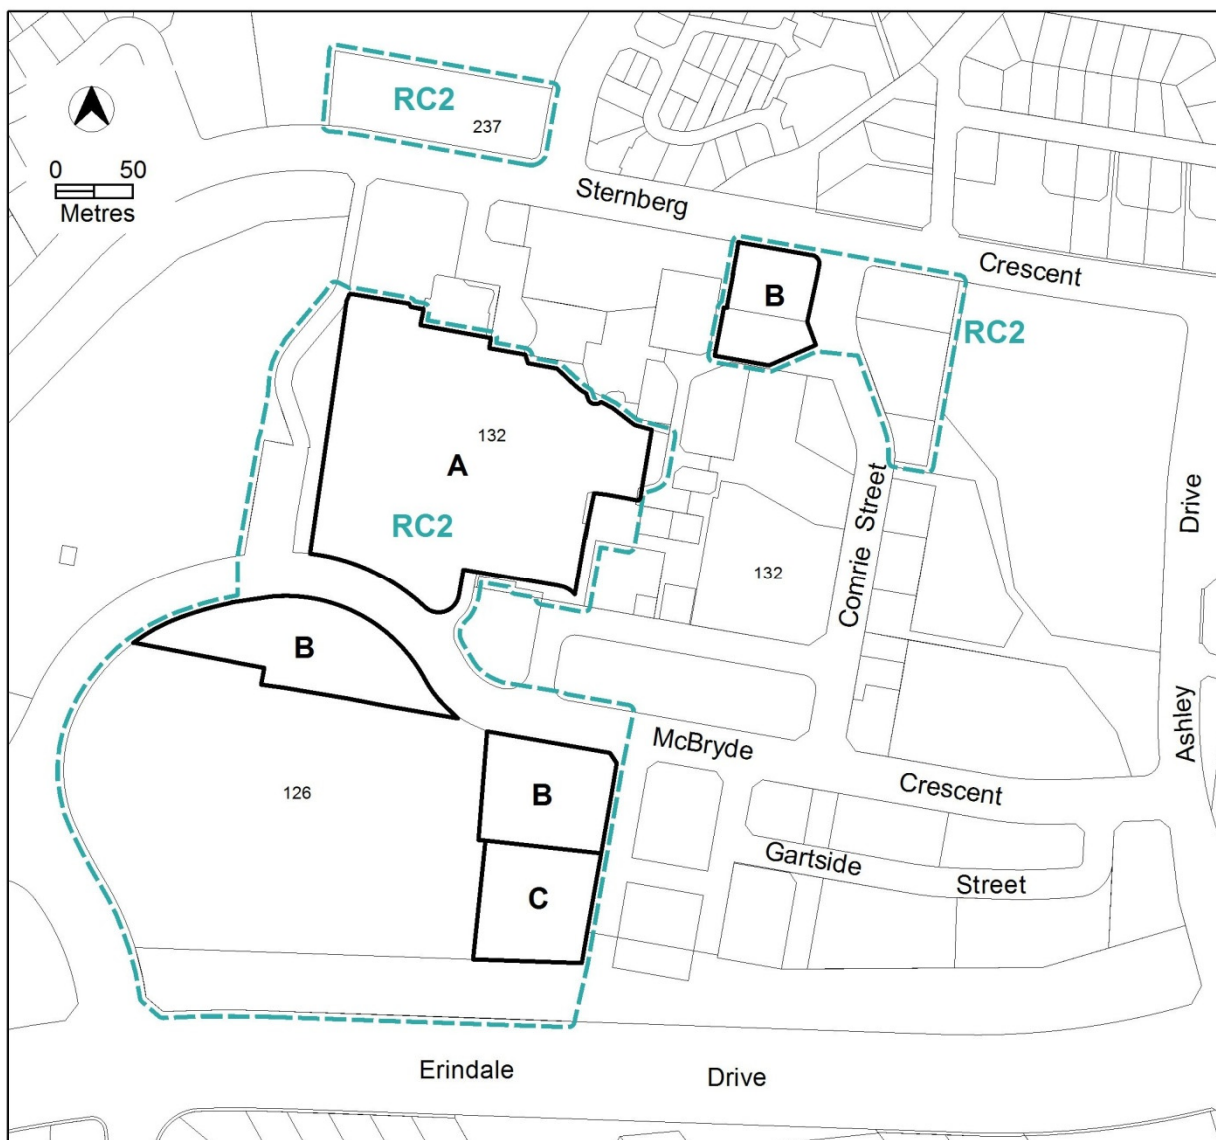 RC2
237
0 50
Metres
Sternberg
Crescent
B
RC2
132
A
RC2
Drive
Comrie Street
132
B
Ashley
McBryde
Crescent
126
B
Gartside
Street
C
Erindale
Drive